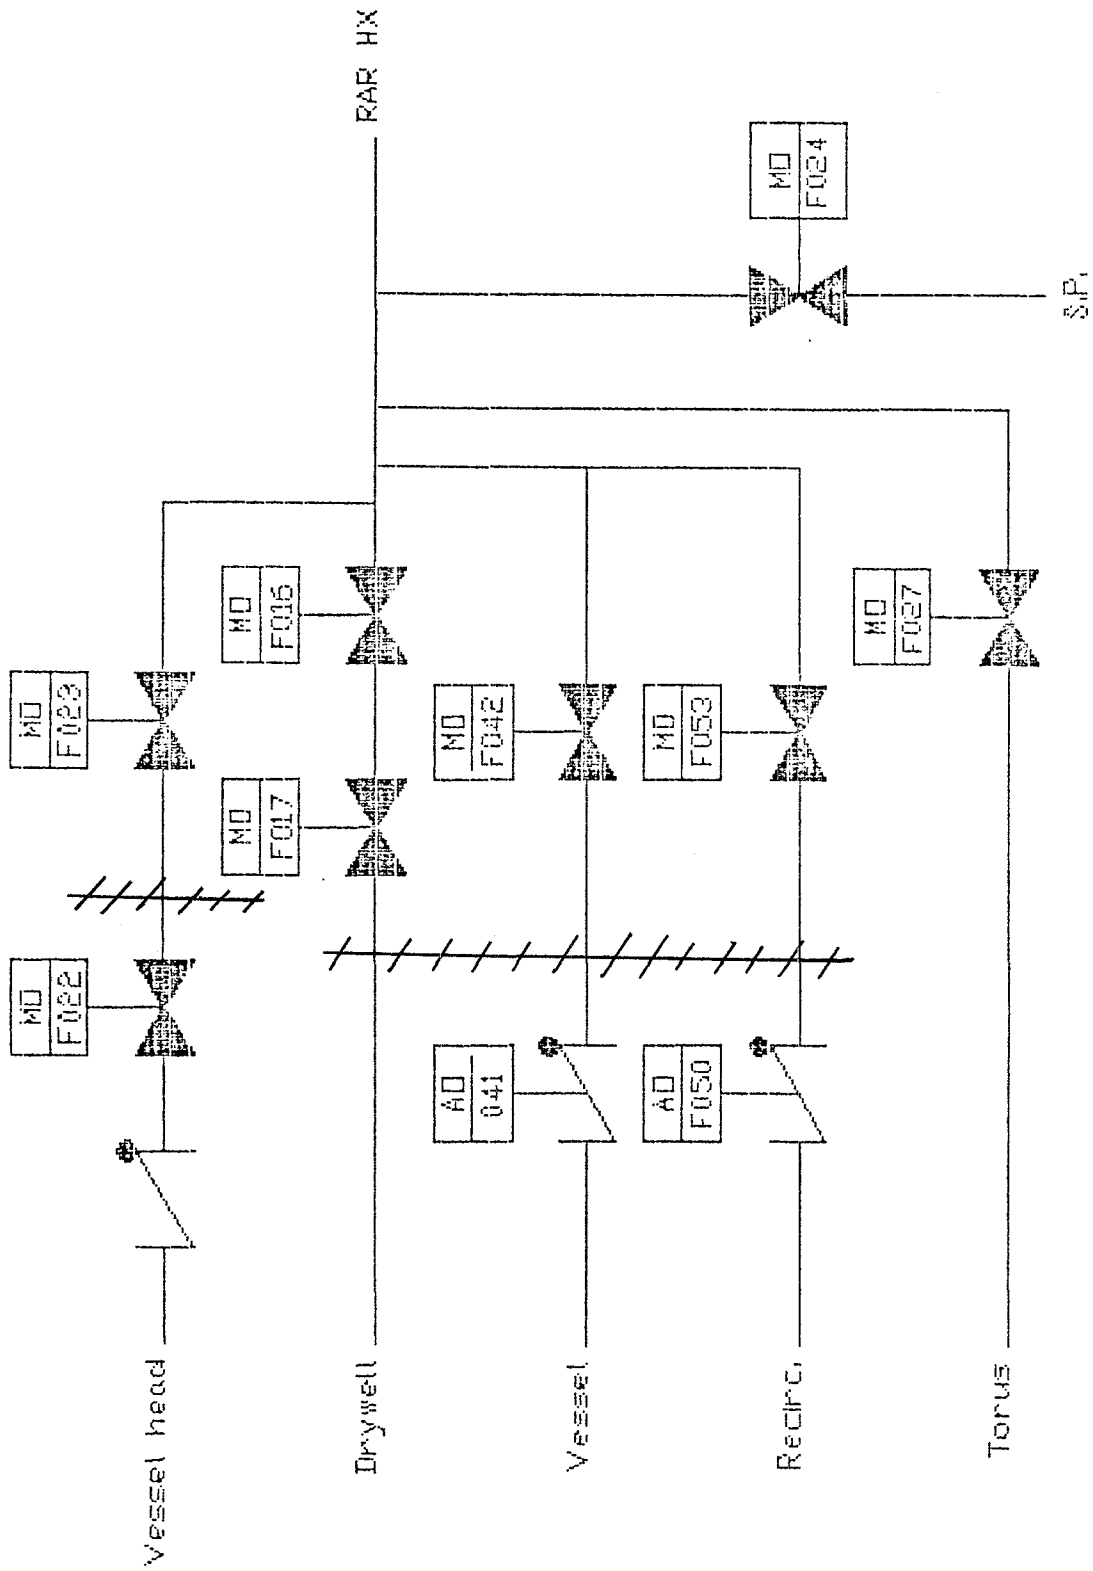 Vessel head
MO
F022
MO
F023
Drywell
MO
F017
MO
F016
RAR HX
Vessel
AO
041
MO
F042
Recirc.
AO
F050
MO
F053
Torus
MO
F027
MO
F024
S.P.